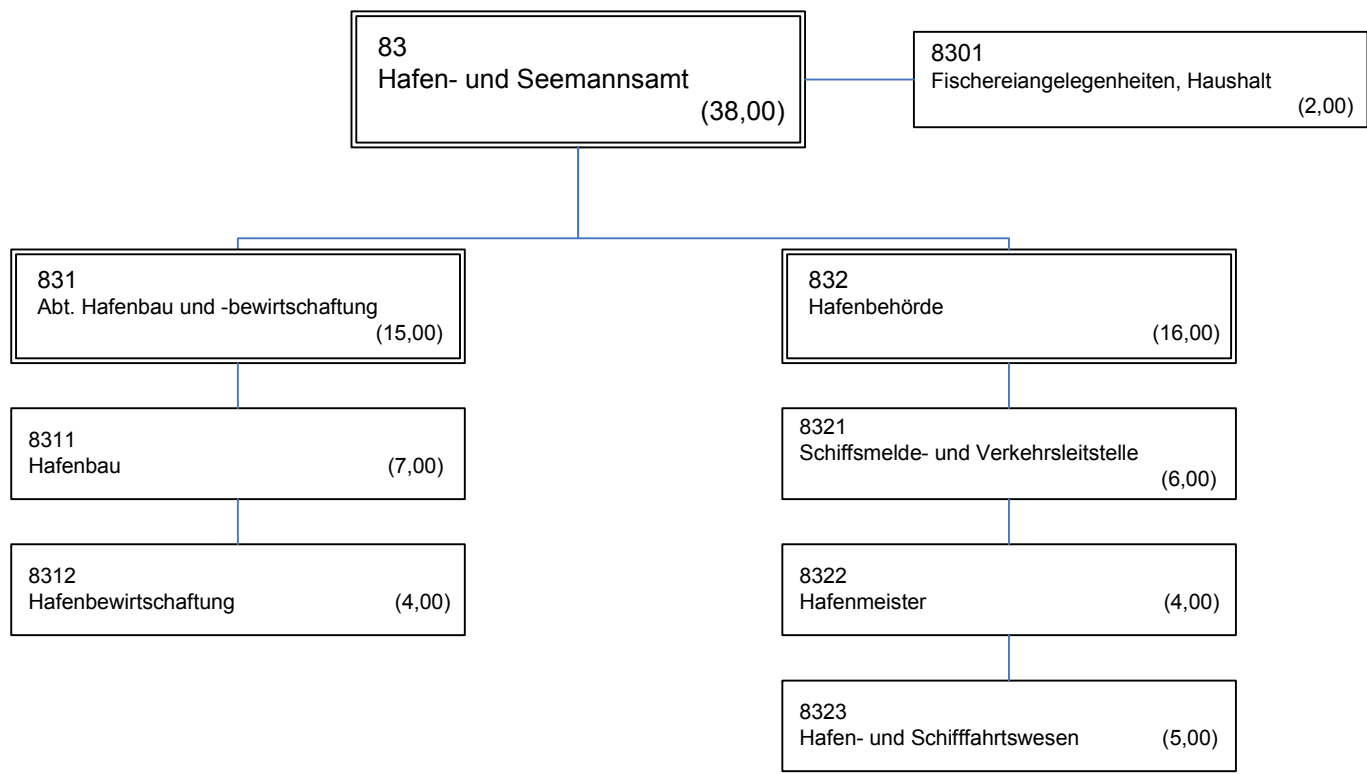 83
Hafen- und Seemannsamt
(38,00)
8301
Fischereiangelegenheiten, Haushalt
(2,00)
831
Abt. Hafenbau und -bewirtschaftung
(15,00)
832
Hafenbehörde
(16,00)
8311
Hafenbau (7,00)
8321
Schiffsmelde- und Verkehrsleitstelle
(6,00)
8312
Hafenbewirtschaftung (4,00)
8322
Hafenmeister (4,00)
8323
Hafen- und Schifffahrtswesen (5,00)